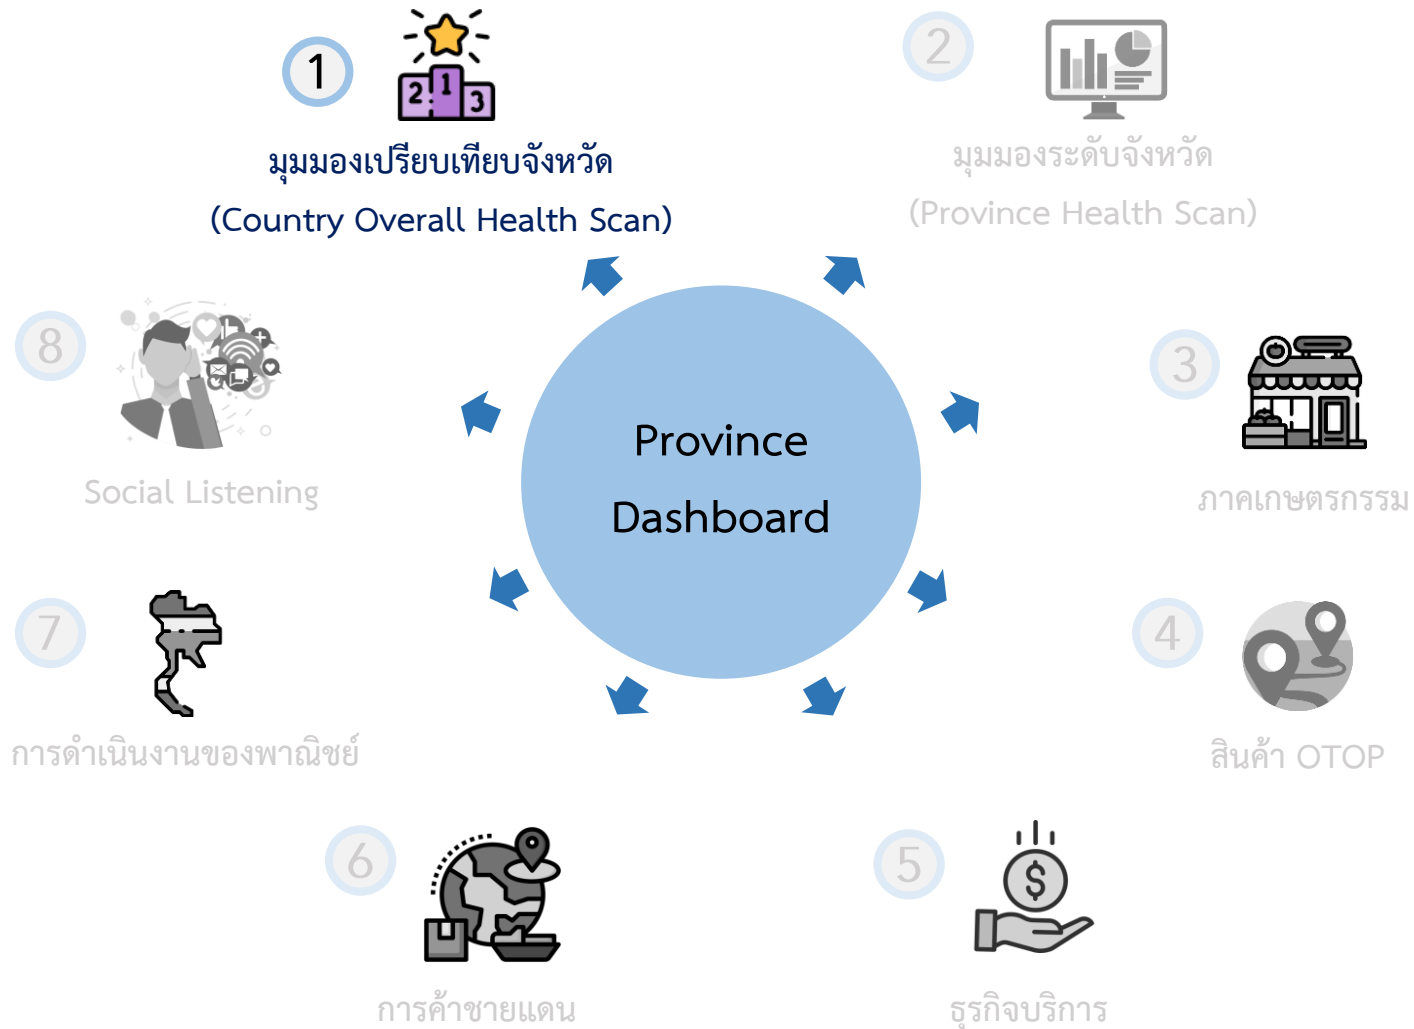 1
2 1 3
มุมมองเปรียบเทียบจังหวัด
(Country Overall Health Scan)
2
มุมมองระดับจังหวัด
(Province Health Scan)
3
ภาคเกษตรกรรม
4
สินค้า OTOP
5
$
ธุรกิจบริการ
6
การค้าชายแดน
7
การดำเนินงานของพาณิชย์
8
Social Listening
Province
Dashboard